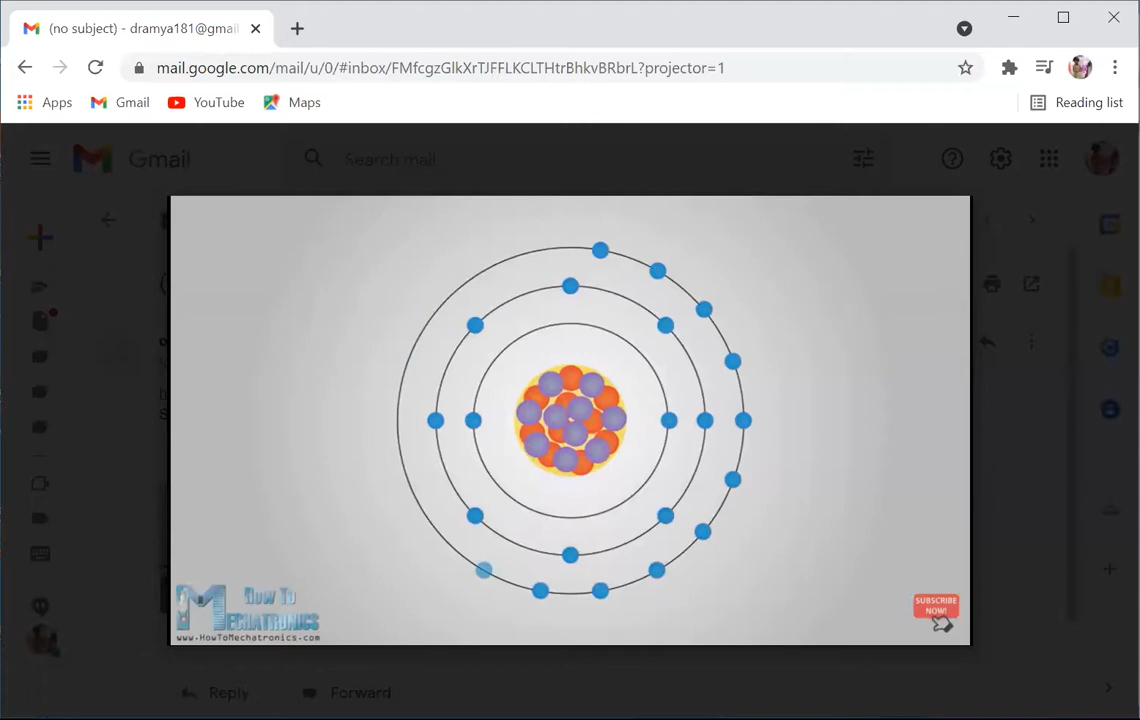 (no subject) - dramya181@gmai
mail.google.com/mail/u/0/#inbox/FMfcgzGlkXrTJFFLKCLTHtrBhkvBRbrL?projector=1
Apps Gmail YouTube Maps Reading list
Gmail Search mail
How To
MECHATRONICS
www.HowToMechatronics.com
SUBSCRIBE
NOW!
Reply Forward